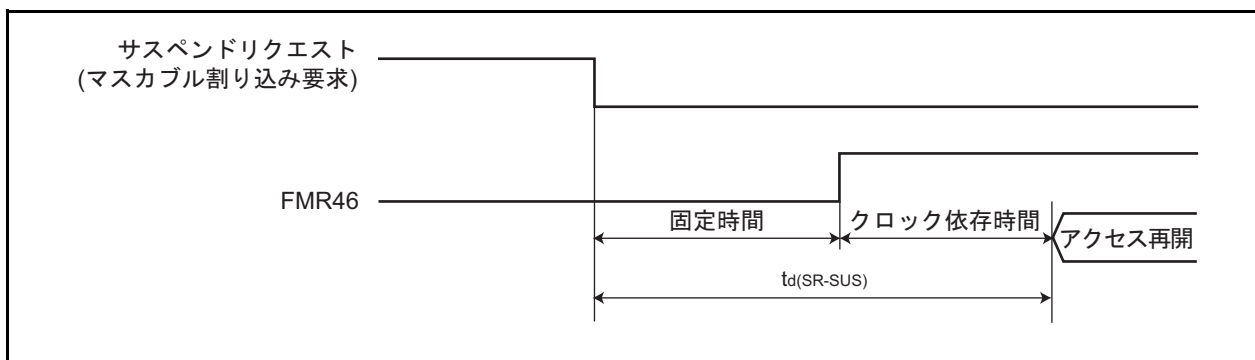 サスペンドリクエスト
(マスカブル割り込み要求)
FMR46
固定時間
クロック依存時間
アクセス再開
td(SR-SUS)